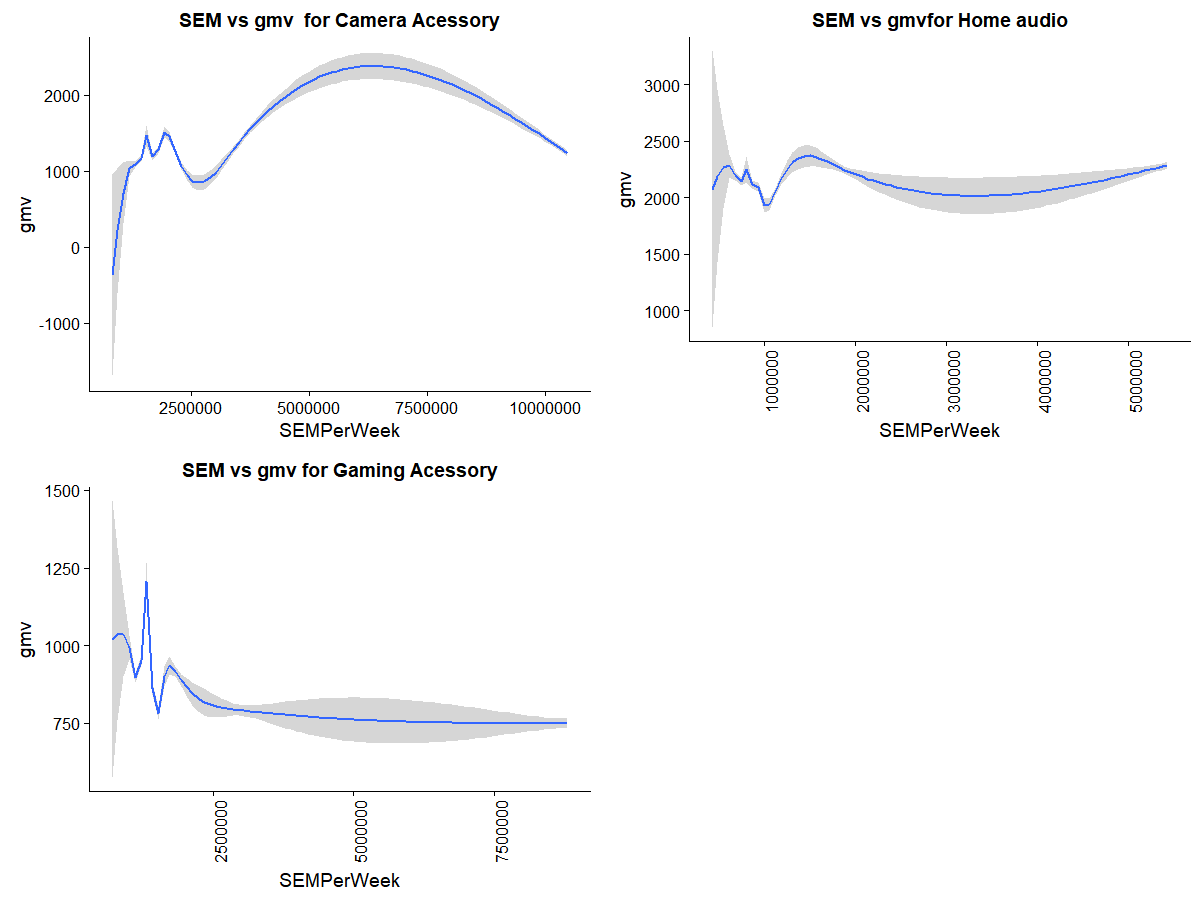 SEM vs gmv  for Camera Acessory
2000
1000
0
-1000
gmv
2500000
5000000
7500000
10000000
SEMPerWeek
SEM vs gmvfor Home audio
3000
2500
2000
1500
1000
gmv
1000000
2000000
3000000
4000000
5000000
SEMPerWeek
SEM vs gmv for Gaming Acessory
1500
1250
1000
750
gmv
2500000
5000000
7500000
SEMPerWeek